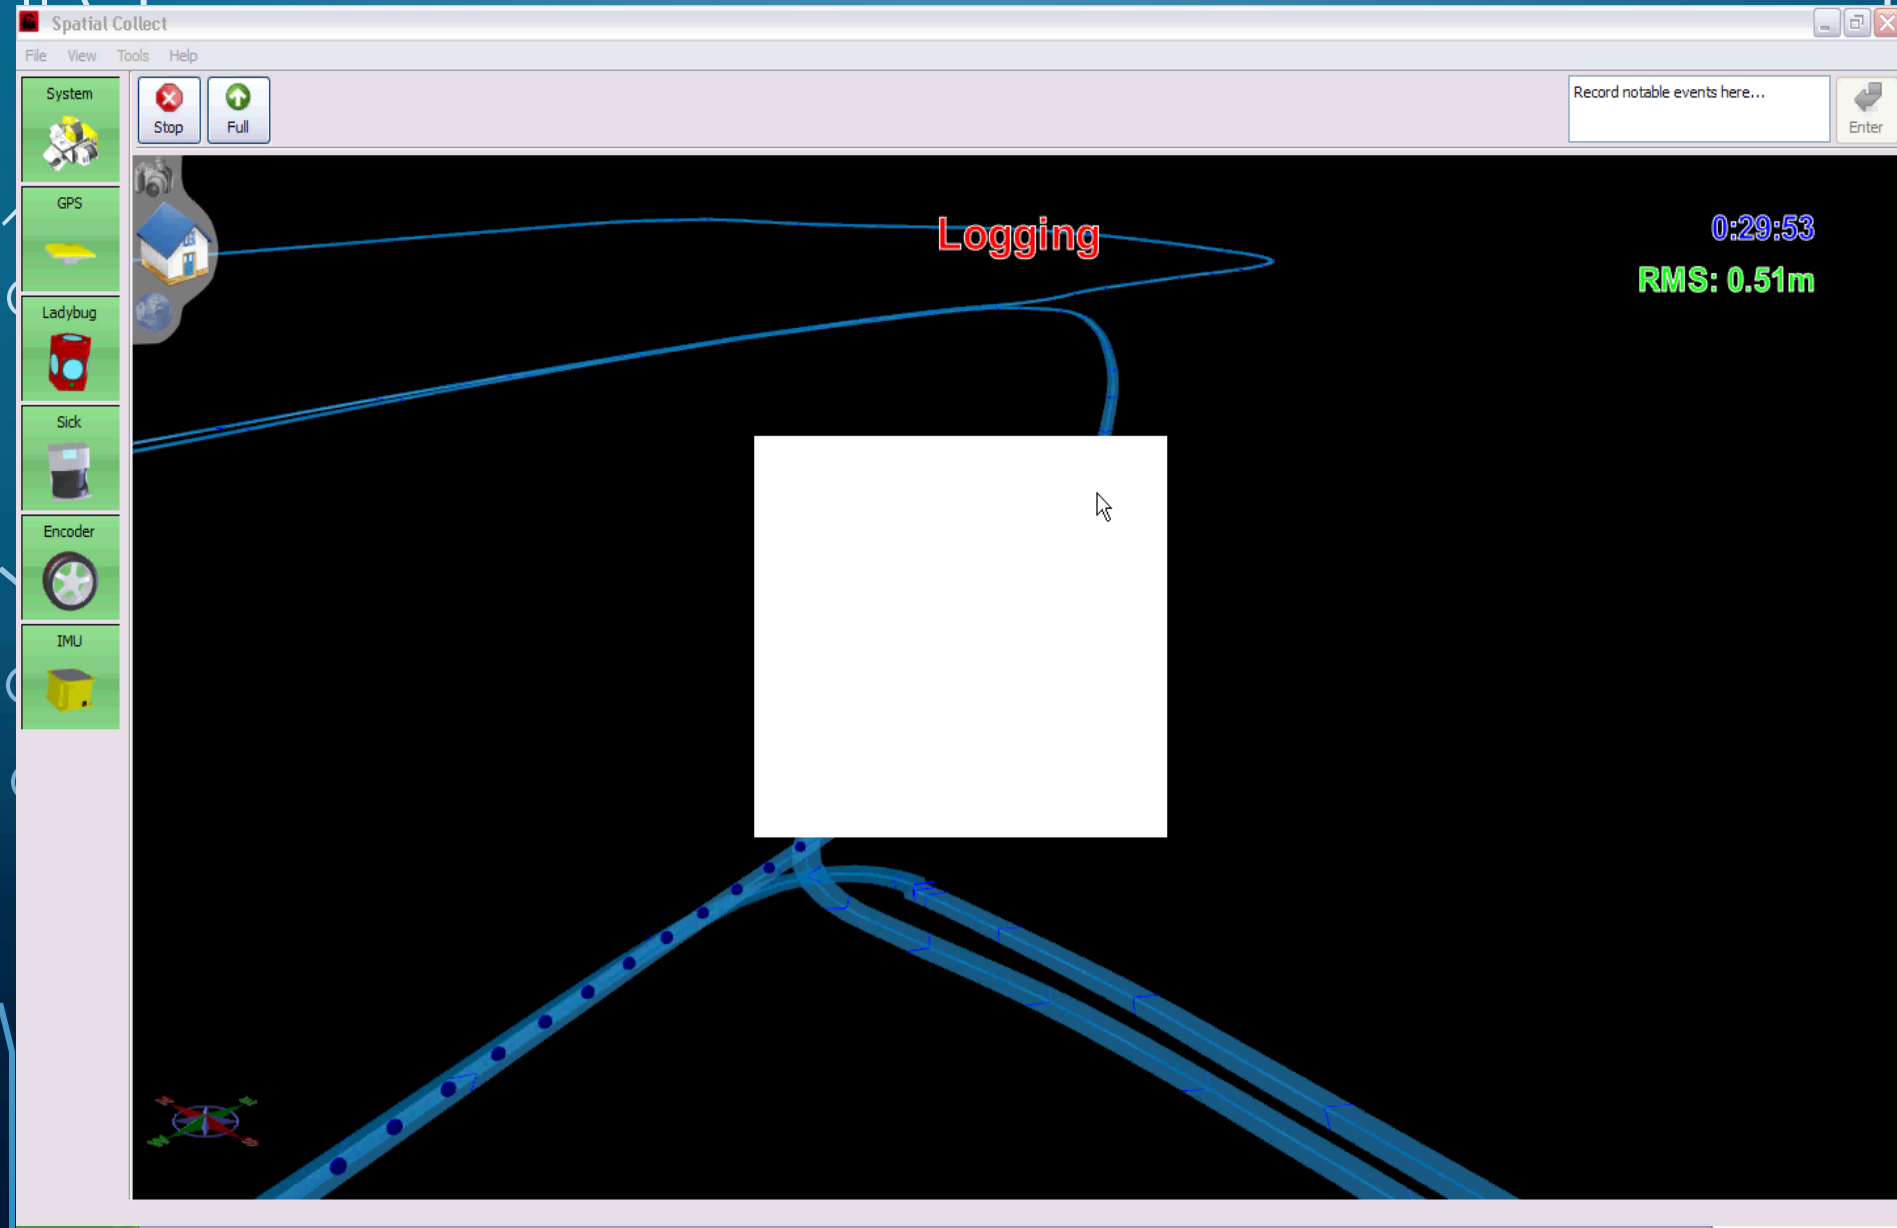 Spatial Collect
File View Tools Help
System
Stop
Full
Record notable events here...
Enter
GPS
Logging
0:29:53
RMS: 0.51m
Ladybug
Sick
Encoder
IMU